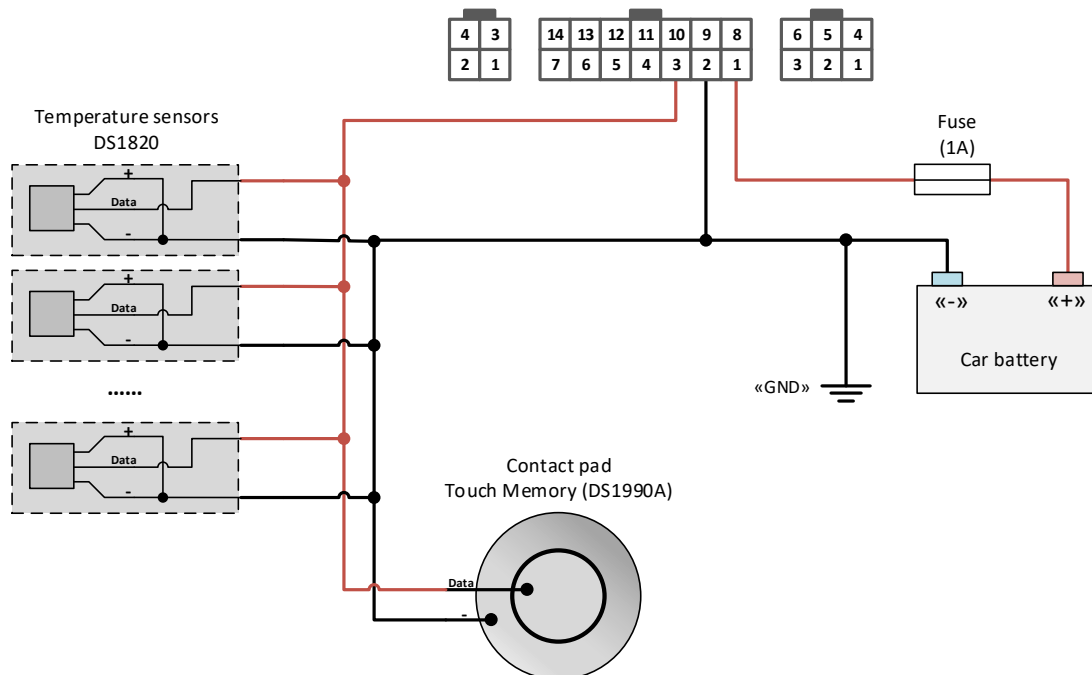 4 3
2 1
14 13 12 11 10 9 8
7 6 5 4 3 2 1
6 5 4
3 2 1
Temperature sensors
DS1820
Fuse
(1A)
+
Data
-
+
Data
-
«-» «+»
Car battery
«GND»
......
+
Data
-
Contact pad
Touch Memory (DS1990A)
Data
-